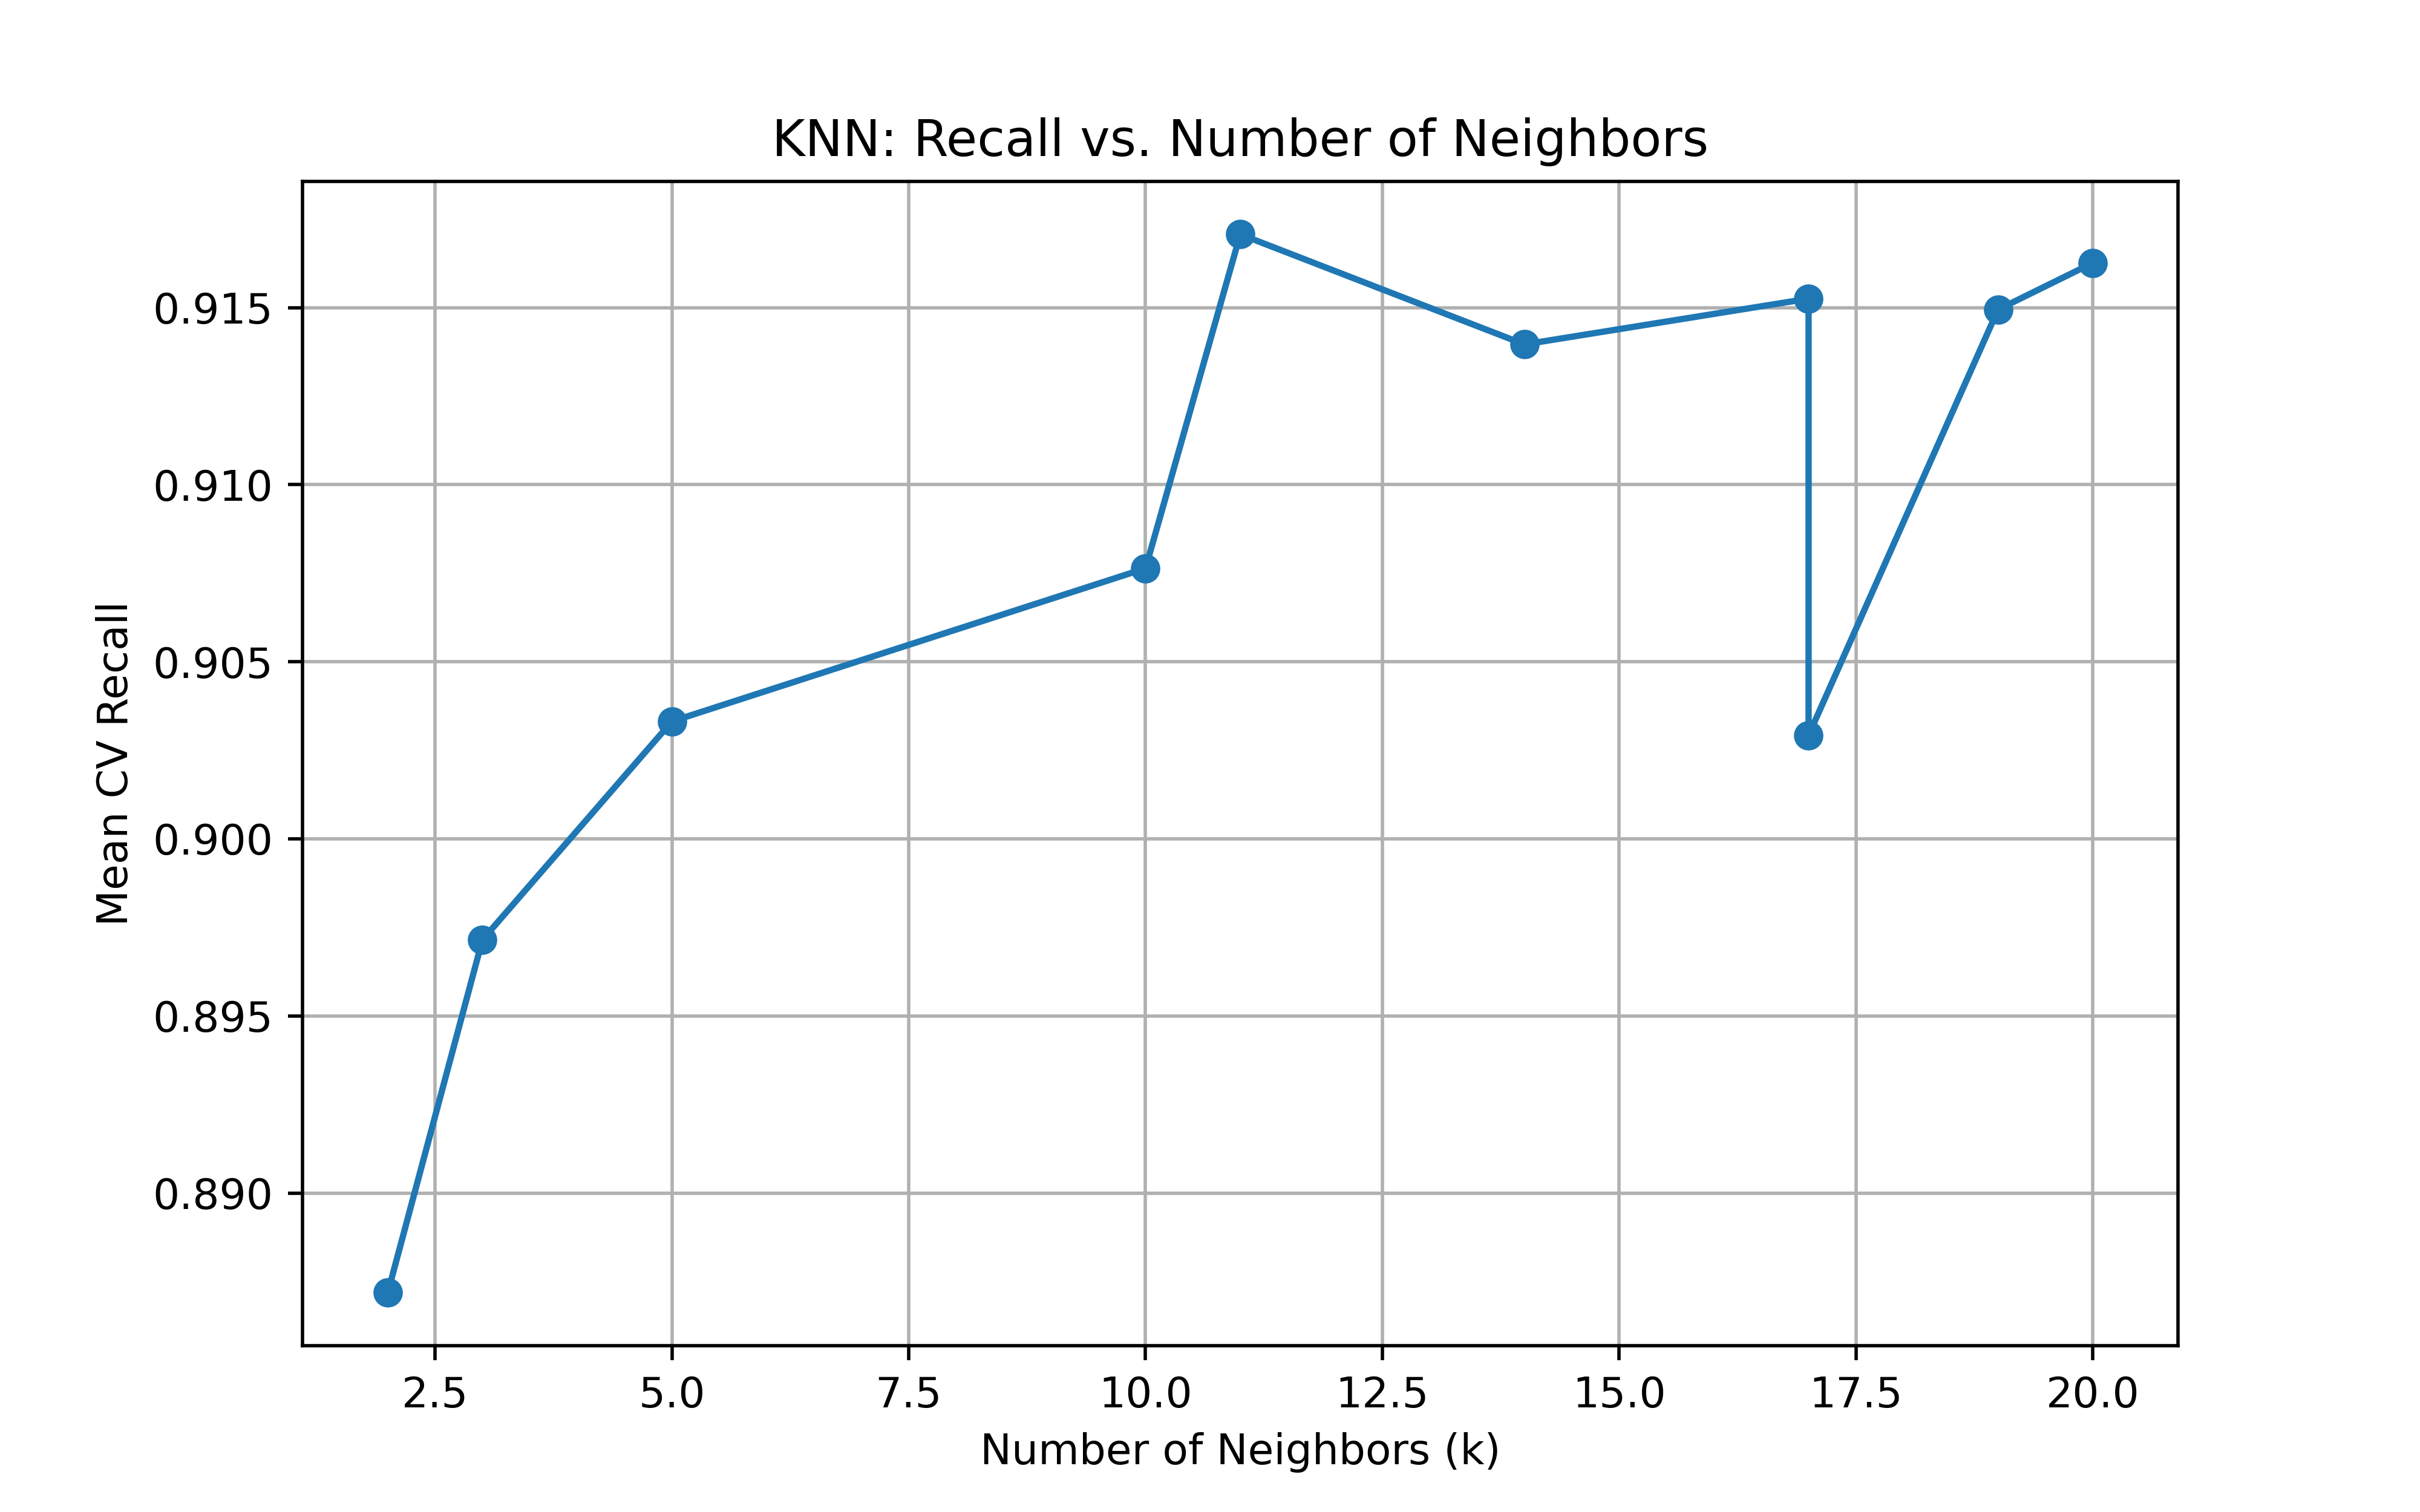 KNN: Recall vs. Number of Neighbors
Mean CV Recall
0.915
0.910
0.905
0.900
0.895
0.890
2.5 5.0 7.5 10.0 12.5 15.0 17.5 20.0
Number of Neighbors (k)